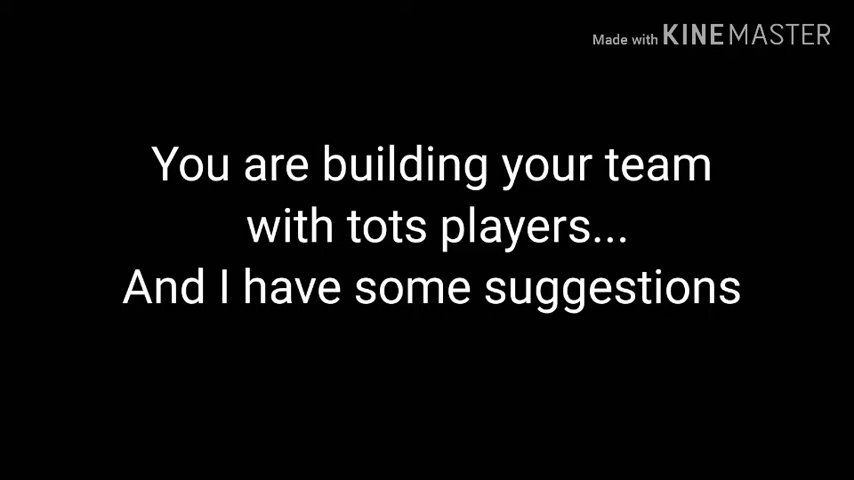 Made with KINEMASTER
You are building your team
with tots players...
And I have some suggestions